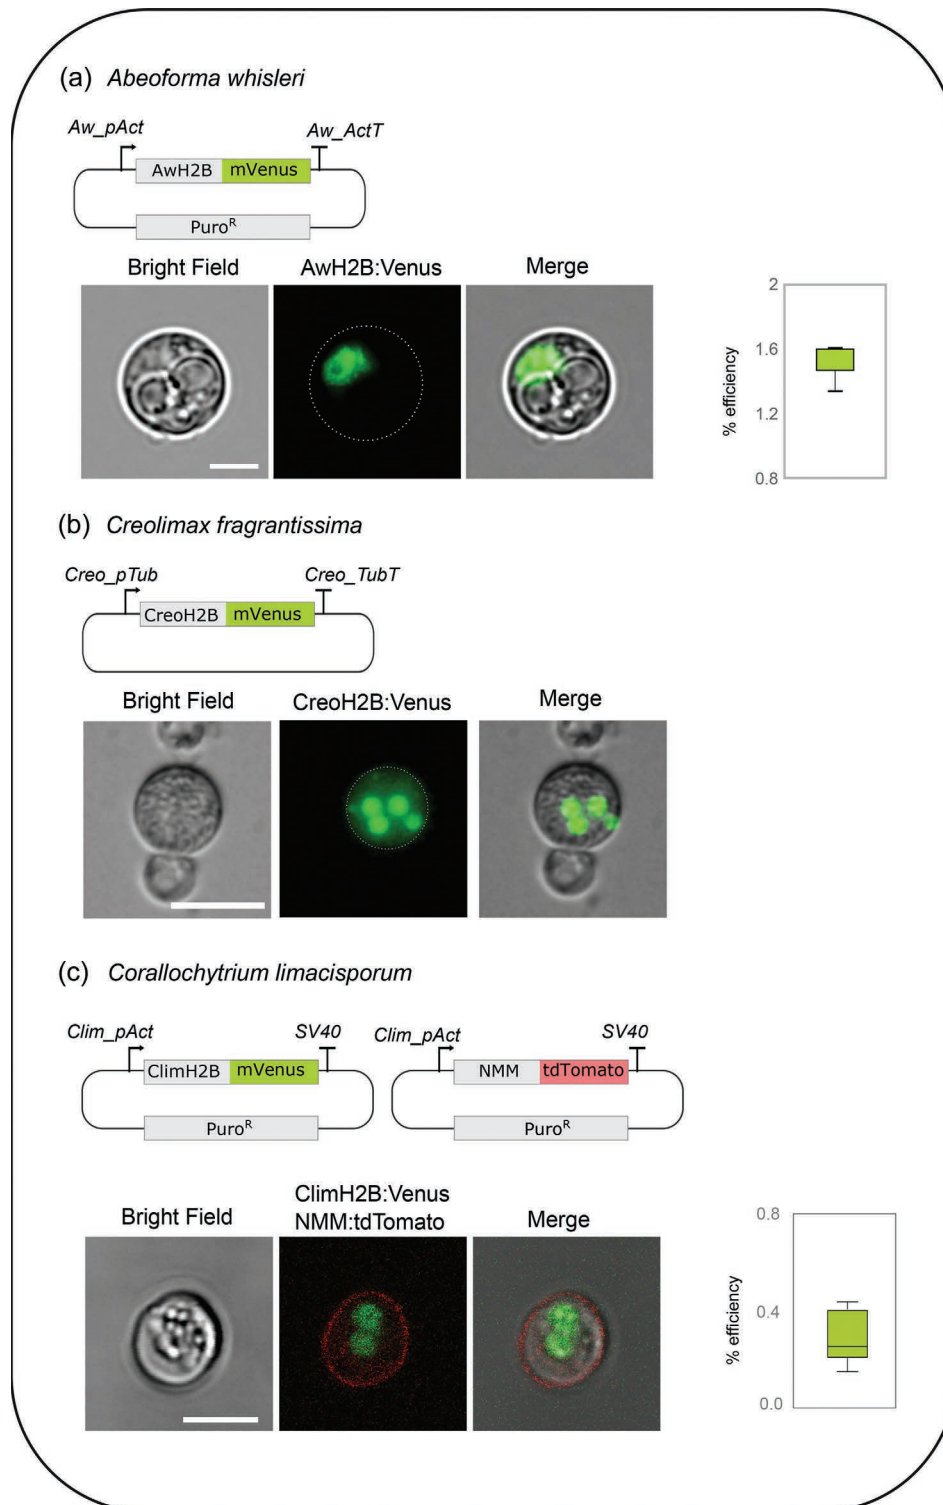 (a) Abeoforma whisleri
Aw_pAct Aw_ActT
AwH2B mVenus
Puroᴿ
Bright Field AwH2B:Venus Merge
2
1.6
1.2
0.8
% efficiency
(b) Creolimax fragrantissima
Creo_pTub Creo_TubT
CreoH2B mVenus
Bright Field CreoH2B:Venus Merge
(c) Corallochytrium limacisporum
Clim_pAct SV40 Clim_pAct SV40
ClimH2B mVenus NMM tdTomato
Puroᴿ Puroᴿ
Bright Field ClimH2B:Venus NMM:tdTomato Merge
0.8
0.4
0.0
% efficiency